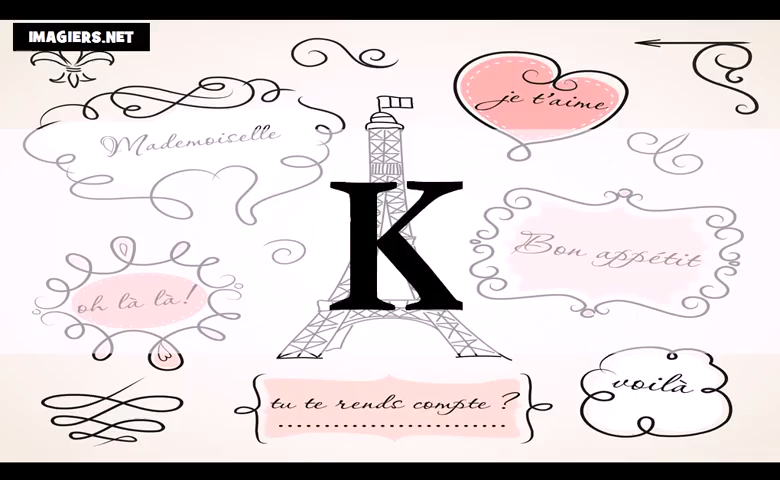 IMAGIERS.NET
je t'aime
Mademoiselle
K
Bon appétit
oh là là!
tu te rends compte ?
voilà